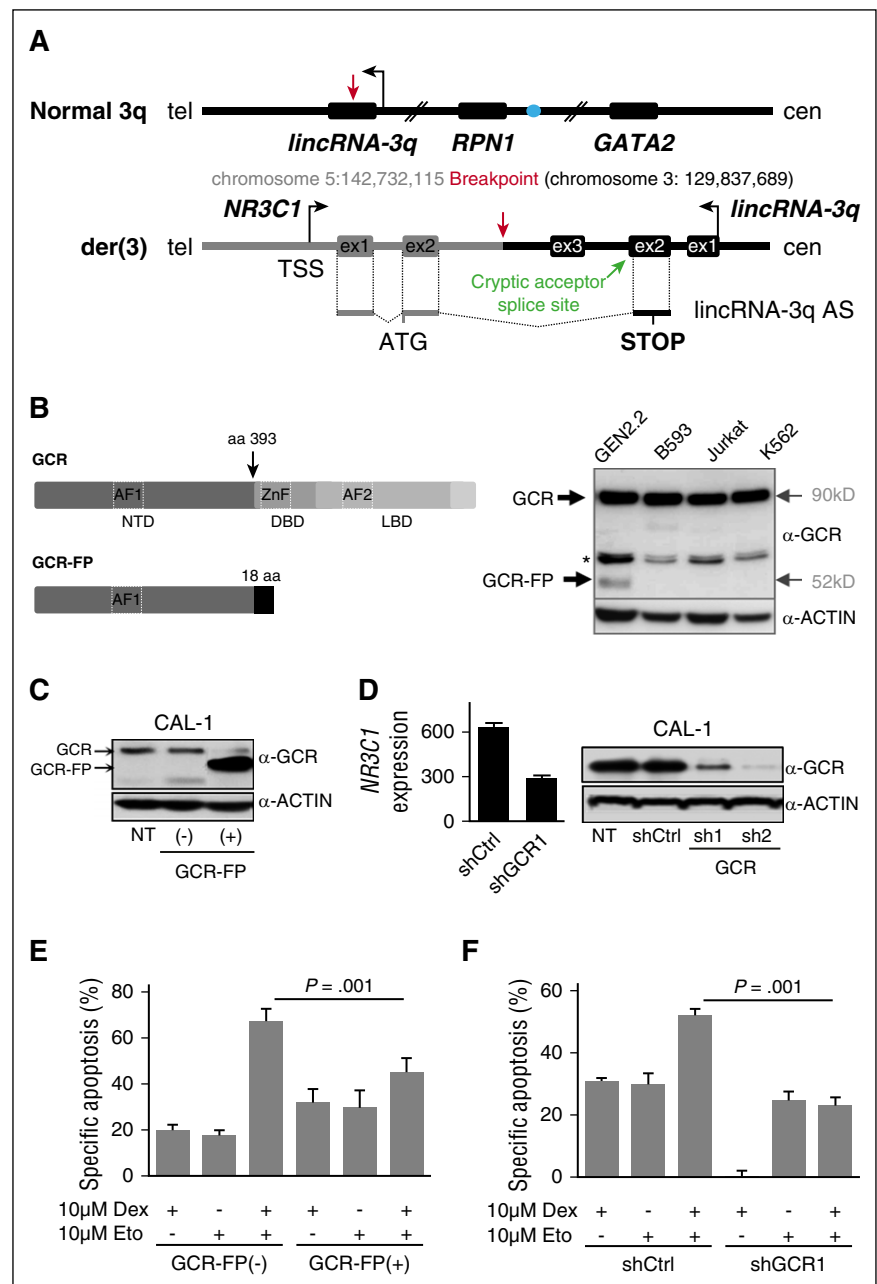 A
Normal 3q tel cen
lincRNA-3q RPN1 GATA2
chromosome 5:142,732,115 Breakpoint (chromosome 3: 129,837,689)
NR3C1 lincRNA-3q
der(3) tel ex1 ex2 ex3 ex2 ex1 cen
TSS
Cryptic acceptor
splice site
lincRNA-3q AS
ATG STOP
B
aa 393
GCR
AF1 ZnF AF2
NTD DBD LBD
GCR-FP
18 aa
AF1
GEN2.2 B593 Jurkat K562
GCR 90kD
α-GCR
*
GCR-FP 52kD
α-ACTIN
C
CAL-1
GCR
GCR-FP
α-GCR
α-ACTIN
NT (-) (+)
GCR-FP
D
NR3C1
expression
600
300
0
shCtrl
shGCR1
CAL-1
α-GCR
α-ACTIN
NT shCtrl sh1 sh2
GCR
E
Specific apoptosis (%)
80
60
40
20
0
P = .001
10µM Dex + - + + - +
10µM Eto - + + - + +
GCR-FP(-) GCR-FP(+)
F
Specific apoptosis (%)
60
40
20
0
P = .001
10µM Dex + - + + - +
10µM Eto - + + - + +
shCtrl shGCR1